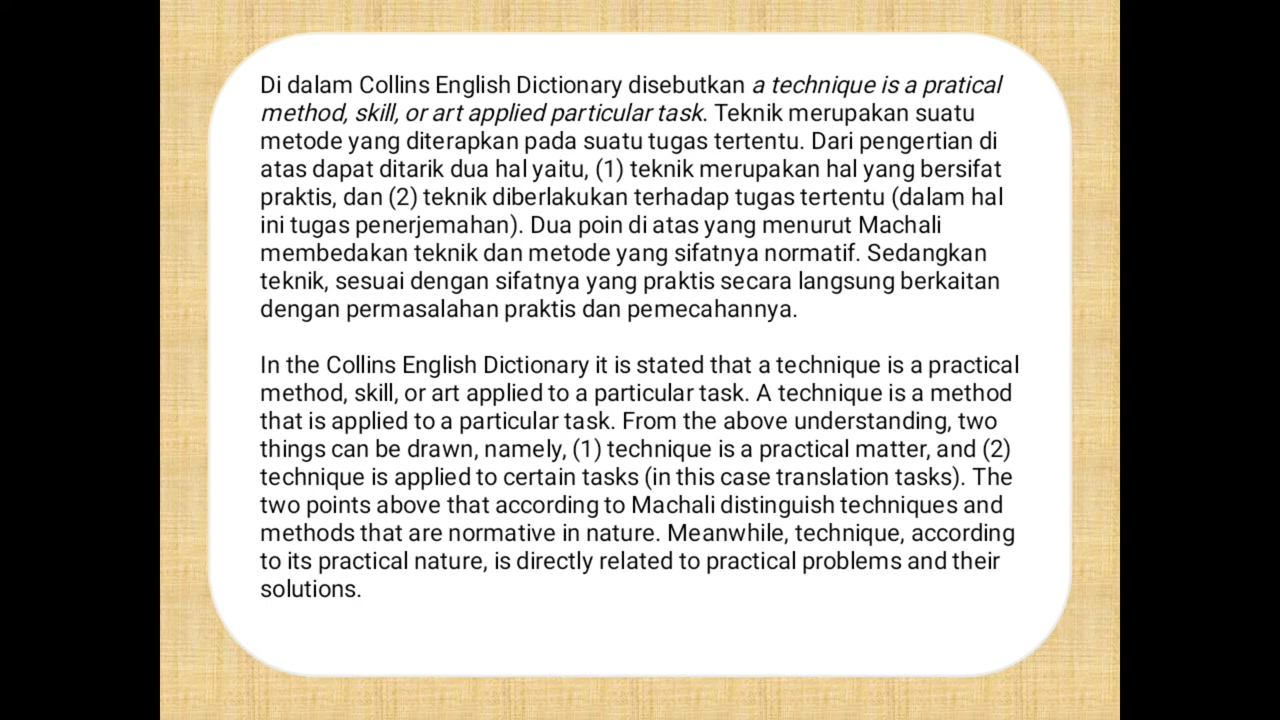 Di dalam Collins English Dictionary disebutkan a technique is a pratical
method, skill, or art applied particular task. Teknik merupakan suatu
metode yang diterapkan pada suatu tugas tertentu. Dari pengertian di
atas dapat ditarik dua hal yaitu, (1) teknik merupakan hal yang bersifat
praktis, dan (2) teknik diberlakukan terhadap tugas tertentu (dalam hal
ini tugas penerjemahan). Dua poin di atas yang menurut Machali
membedakan teknik dan metode yang sifatnya normatif. Sedangkan
teknik, sesuai dengan sifatnya yang praktis secara langsung berkaitan
dengan permasalahan praktis dan pemecahannya.
In the Collins English Dictionary it is stated that a technique is a practical
method, skill, or art applied to a particular task. A technique is a method
that is applied to a particular task. From the above understanding, two
things can be drawn, namely, (1) technique is a practical matter, and (2)
technique is applied to certain tasks (in this case translation tasks). The
two points above that according to Machali distinguish techniques and
methods that are normative in nature. Meanwhile, technique, according
to its practical nature, is directly related to practical problems and their
solutions.